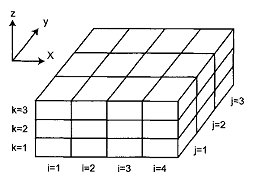 z
y
X
k=3
k=2
k=1
i=1 i=2 i=3 i=4
j=1
j=2
j=3